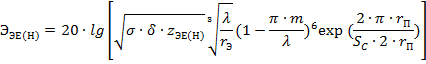 Э_ЭЕ(Н) = 20 · lg [ √(σ · δ · z_ЭЕ(Н)) ⁸√(λ / r_Э) (1 − π · m / λ)⁶ exp (2 · π · r_П / (S_C · 2 · r_П)) ]